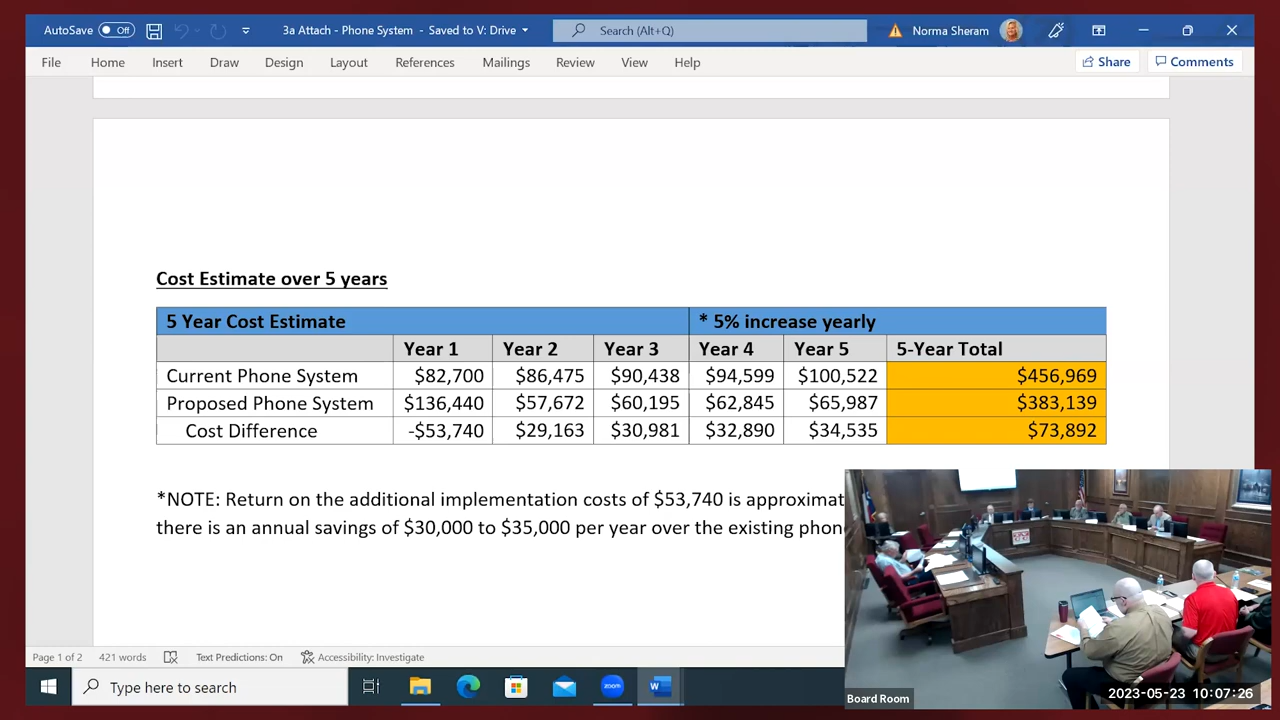 AutoSave Off 3a Attach - Phone System - Saved to V: Drive Search (Alt+Q) Norma Sheram
File Home Insert Draw Design Layout References Mailings Review View Help Share Comments
Cost Estimate over 5 years
5 Year Cost Estimate * 5% increase yearly
Year 1 Year 2 Year 3 Year 4 Year 5 5-Year Total
Current Phone System $82,700 $86,475 $90,438 $94,599 $100,522 $456,969
Proposed Phone System $136,440 $57,672 $60,195 $62,845 $65,987 $383,139
Cost Difference -$53,740 $29,163 $30,981 $32,890 $34,535 $73,892
*NOTE: Return on the additional implementation costs of $53,740 is approximat
there is an annual savings of $30,000 to $35,000 per year over the existing phon
Page 1 of 2 421 words Text Predictions: On Accessibility: Investigate
Type here to search zoom
Board Room
2023-05-23 10:07:26